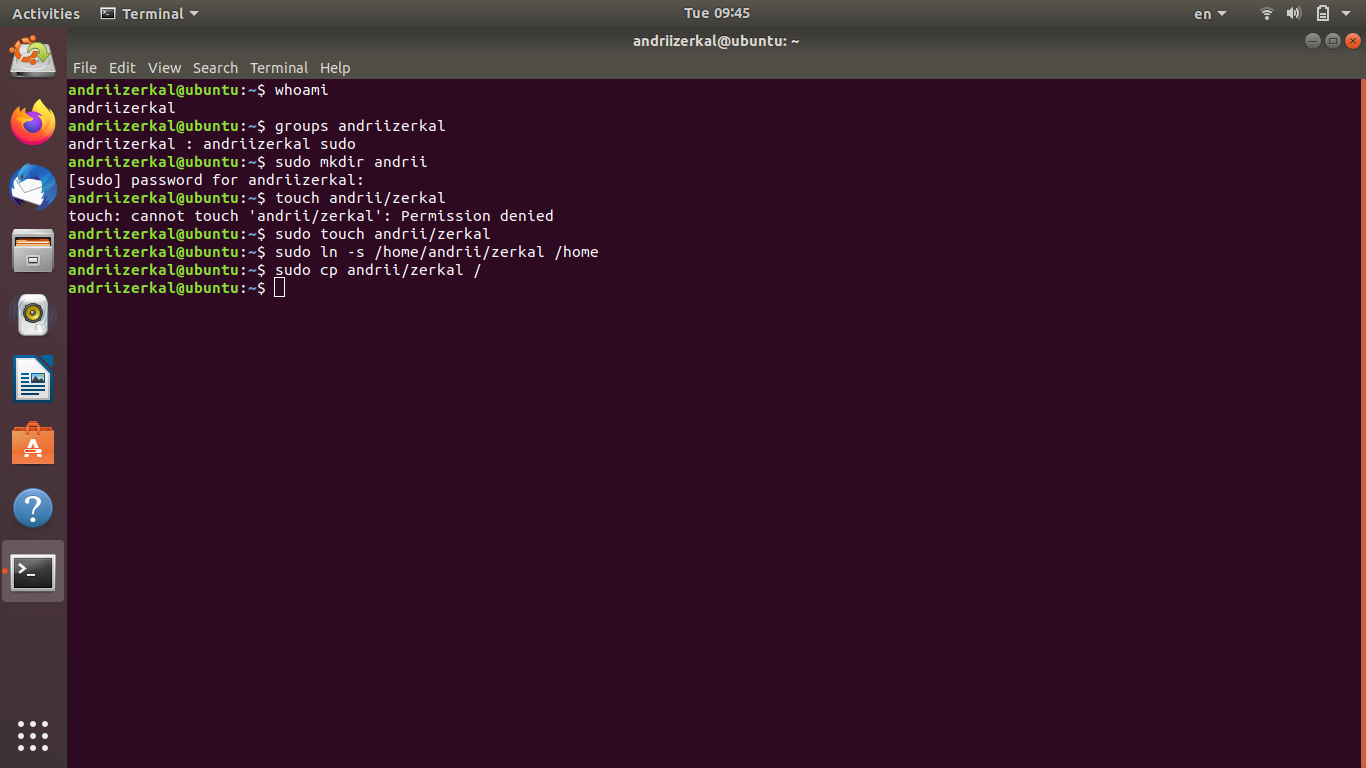 Activities Terminal Tue 09:45 en
andriizerkal@ubuntu: ~
File Edit View Search Terminal Help
andriizerkal@ubuntu:~$ whoami
andriizerkal
andriizerkal@ubuntu:~$ groups andriizerkal
andriizerkal : andriizerkal sudo
andriizerkal@ubuntu:~$ sudo mkdir andrii
[sudo] password for andriizerkal:
andriizerkal@ubuntu:~$ touch andrii/zerkal
touch: cannot touch 'andrii/zerkal': Permission denied
andriizerkal@ubuntu:~$ sudo touch andrii/zerkal
andriizerkal@ubuntu:~$ sudo ln -s /home/andrii/zerkal /home
andriizerkal@ubuntu:~$ sudo cp andrii/zerkal /
andriizerkal@ubuntu:~$